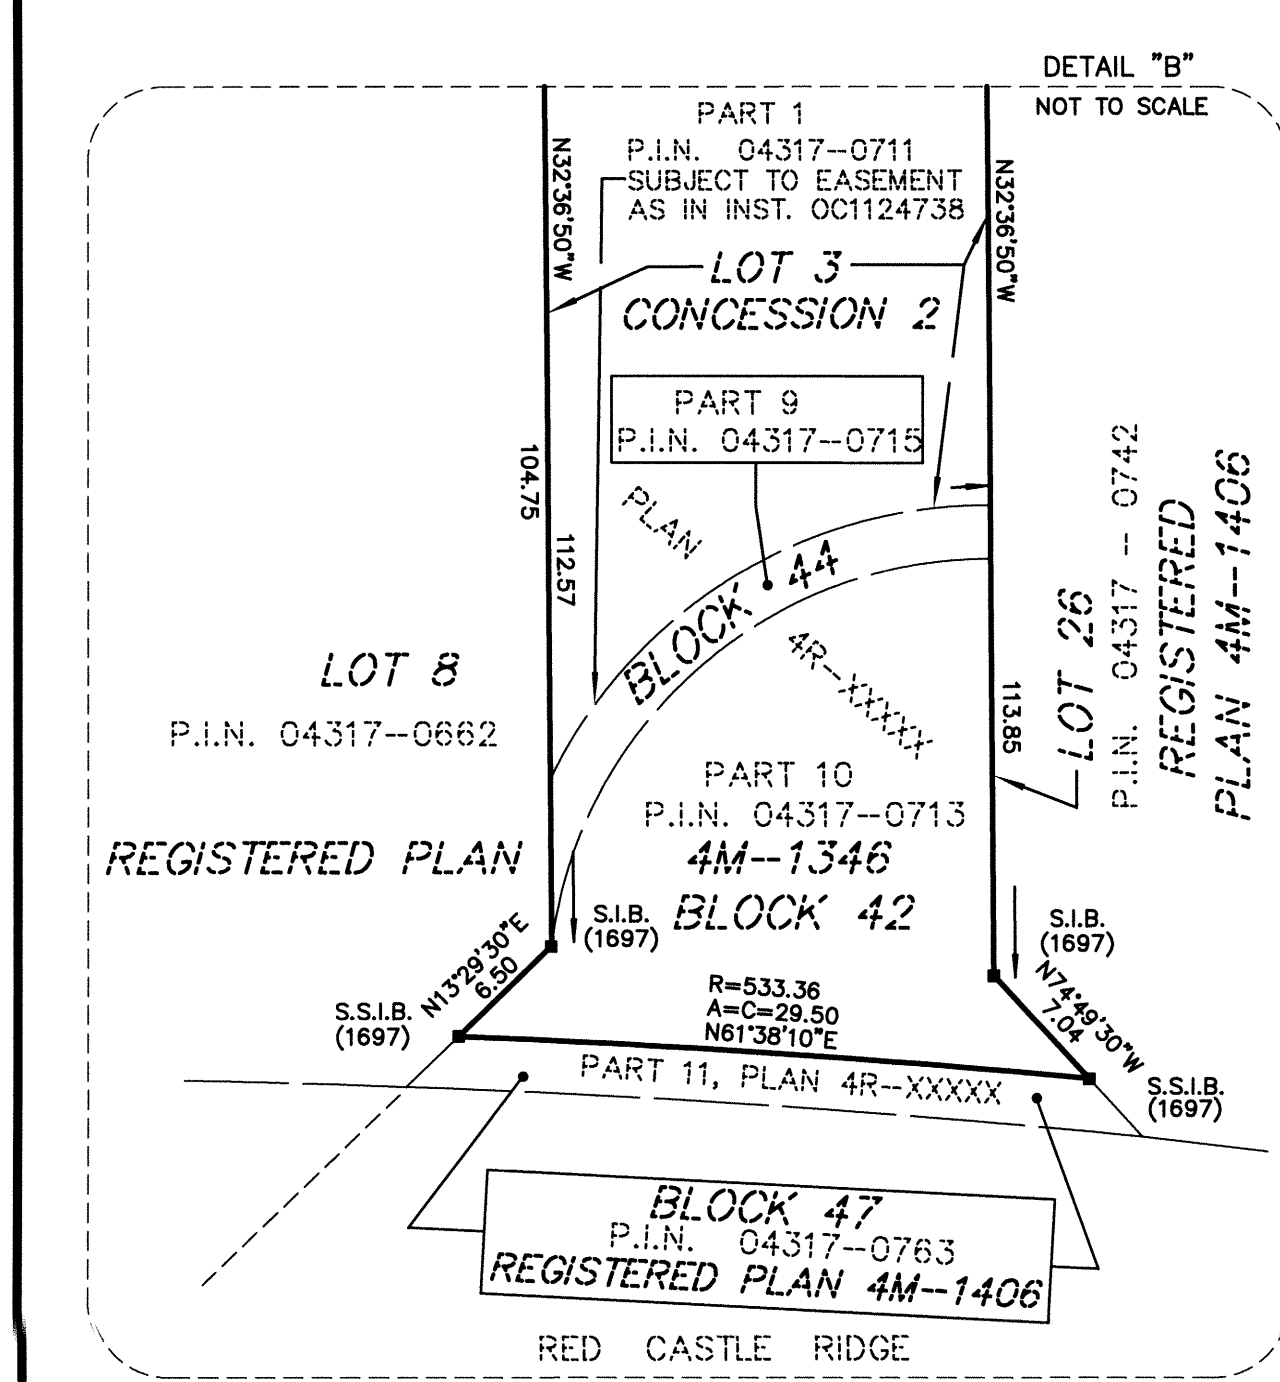 DETAIL "B"
NOT TO SCALE
PART 1
P.I.N. 04317--0711
SUBJECT TO EASEMENT
AS IN INST. OC1124738
N32°36'50"W
N32°36'50"W
LOT 3
CONCESSION 2
PART 9
P.I.N. 04317--0715
PLAN
104.75
112.57
BLOCK 44
4R--XXXXX
LOT 8
P.I.N. 04317--0662
REGISTERED PLAN
113.85
LOT 26
P.I.N. 04317 -- 0742
REGISTERED
PLAN 4M--1406
PART 10
P.I.N. 04317--0713
4M--1346
BLOCK 42
S.I.B.
(1697)
S.I.B.
(1697)
N13°29'30"E
6.50
S.S.I.B.
(1697)
R=533.36
A=C=29.50
N61°38'10"E
N74°49'30"W
7.04
S.S.I.B.
(1697)
PART 11, PLAN 4R--XXXXX
BLOCK 47
P.I.N. 04317--0763
REGISTERED PLAN 4M--1406
RED CASTLE RIDGE